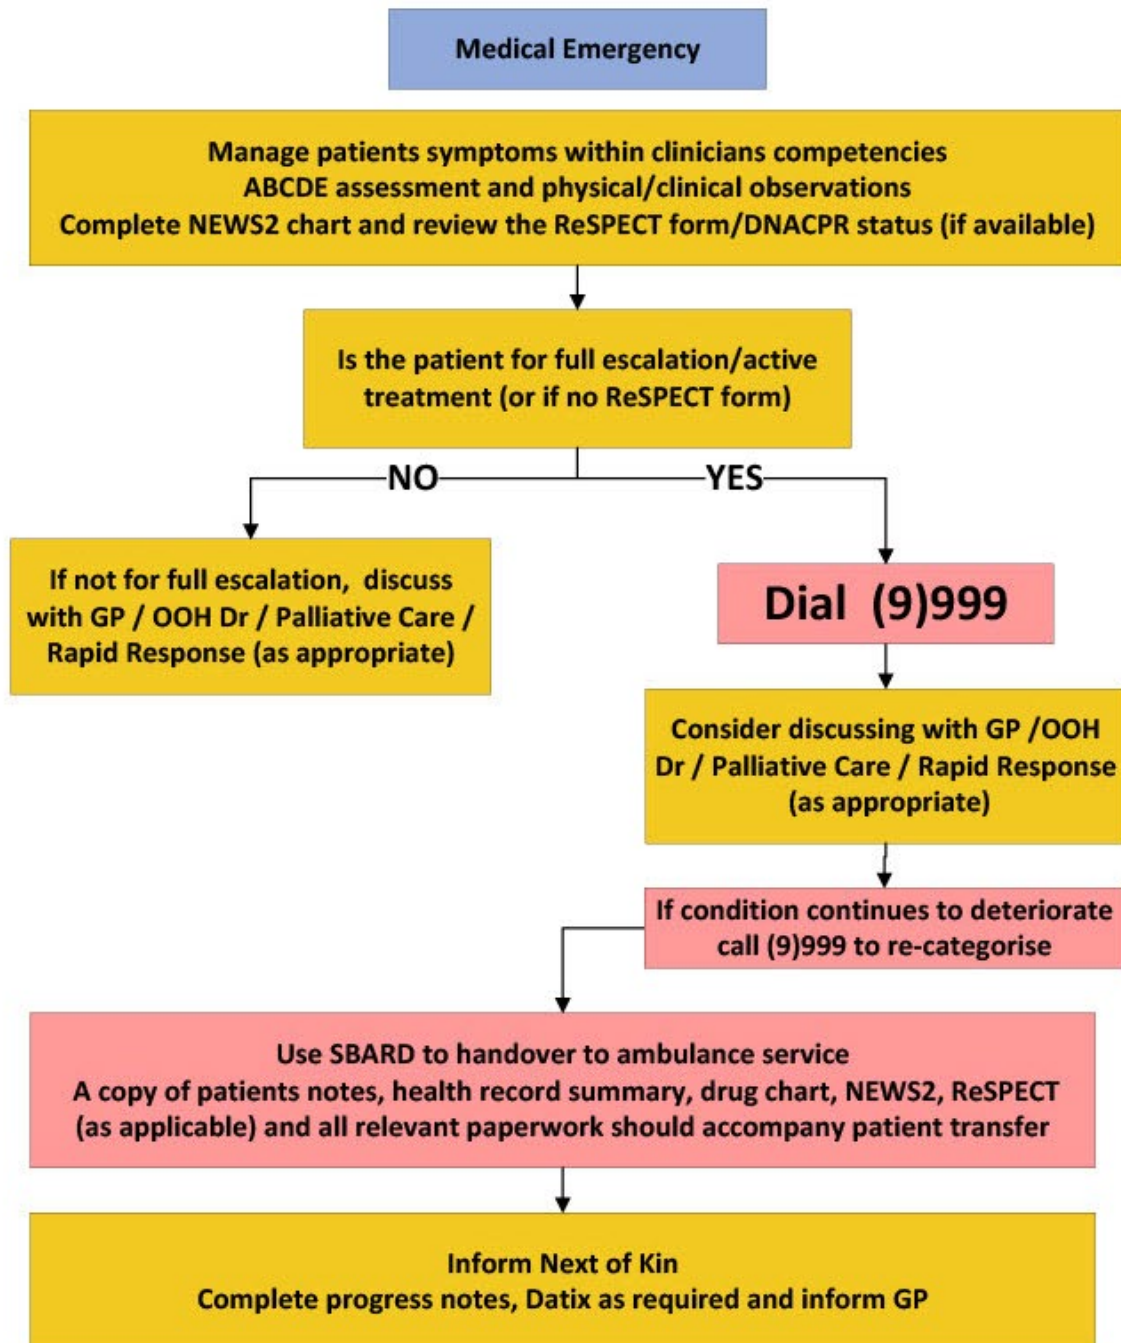 Medical Emergency
Manage patients symptoms within clinicians competencies
ABCDE assessment and physical/clinical observations
Complete NEWS2 chart and review the ReSPECT form/DNACPR status (if available)
Is the patient for full escalation/active
treatment (or if no ReSPECT form)
NO
YES
If not for full escalation, discuss
with GP / OOH Dr / Palliative Care /
Rapid Response (as appropriate)
Dial (9)999
Consider discussing with GP /OOH
Dr / Palliative Care / Rapid Response
(as appropriate)
If condition continues to deteriorate
call (9)999 to re-categorise
Use SBARD to handover to ambulance service
A copy of patients notes, health record summary, drug chart, NEWS2, ReSPECT
(as applicable) and all relevant paperwork should accompany patient transfer
Inform Next of Kin
Complete progress notes, Datix as required and inform GP